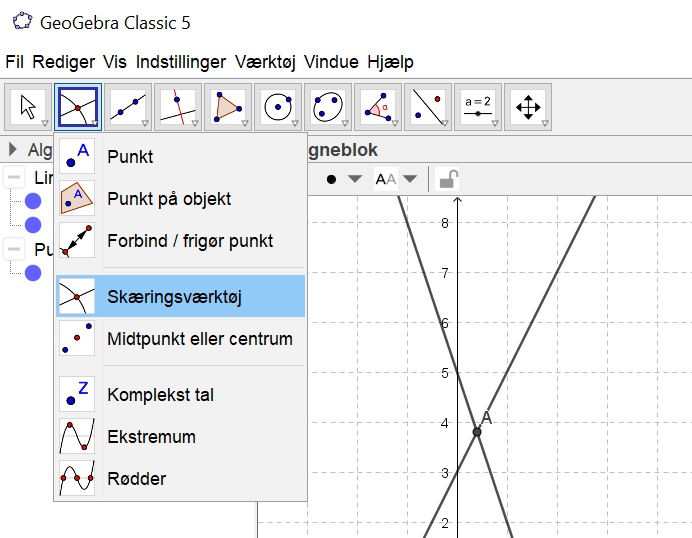 GeoGebra Classic 5
Fil Rediger Vis Indstillinger Værktøj Vindue Hjælp
α a=2
Alg gneblok
A Punkt
AA
Lin
A Punkt på objekt
Forbind / frigør punkt
Pu
Skæringsværktøj
Midtpunkt eller centrum
Z Komplekst tal
Ekstremum
Rødder
8
7
6
5
4
3
2
A